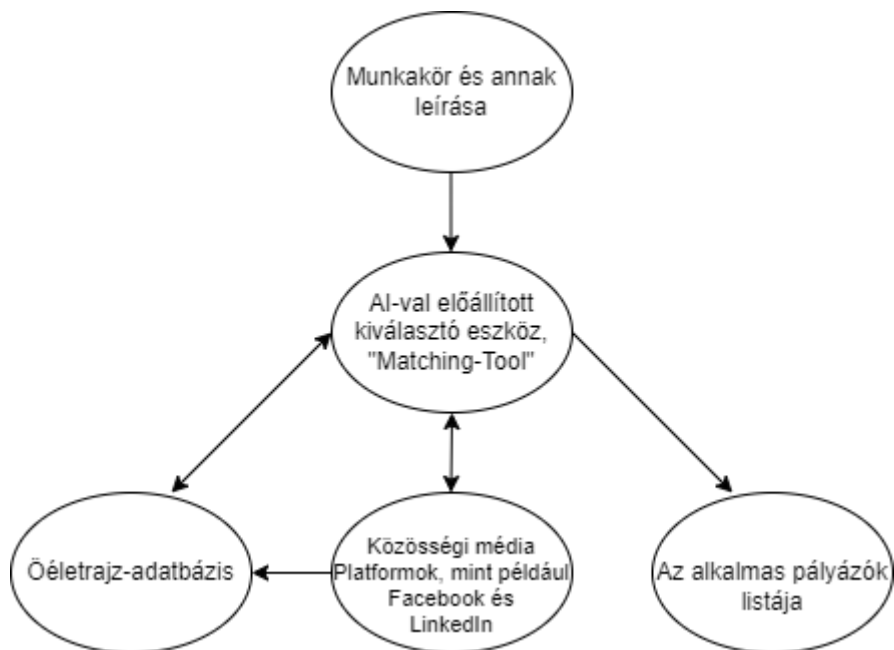 Munkakör és annak
leírása
AI-val előállított
kiválasztó eszköz,
"Matching-Tool"
Öéletrajz-adatbázis
Közösségi média
Platformok, mint például
Facebook és
LinkedIn
Az alkalmas pályázók
listája